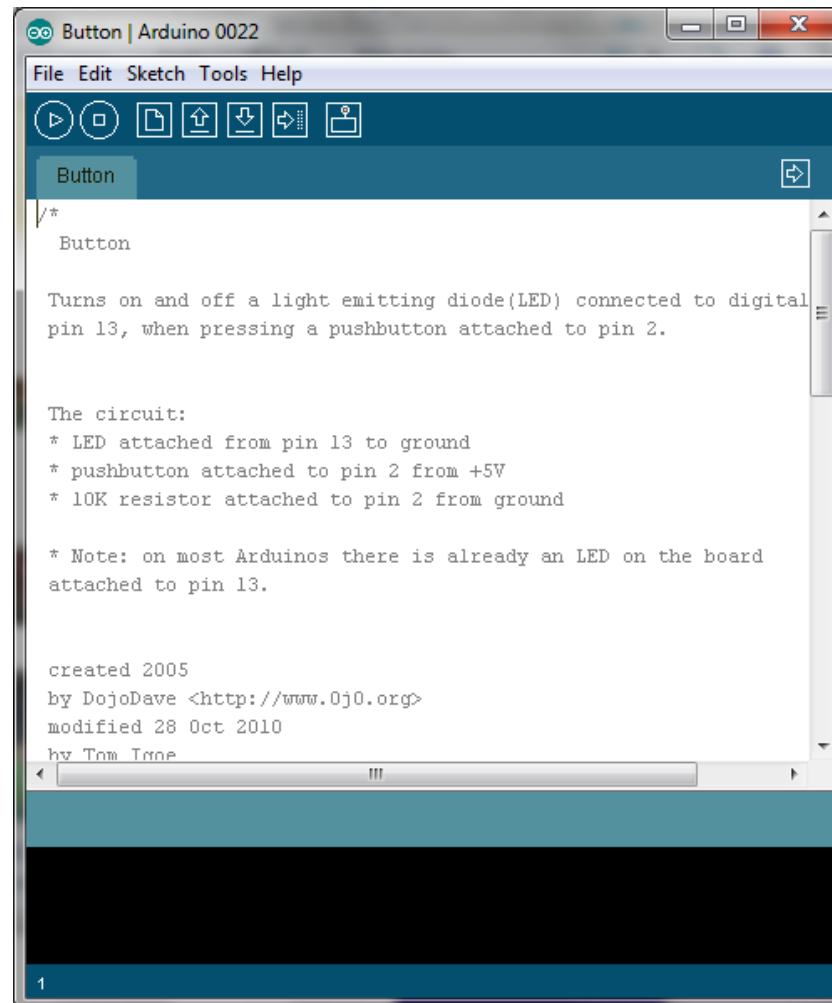 Button | Arduino 0022
File Edit Sketch Tools Help
Button
/*
Button
Turns on and off a light emitting diode(LED) connected to digital
pin 13, when pressing a pushbutton attached to pin 2.
The circuit:
* LED attached from pin 13 to ground
* pushbutton attached to pin 2 from +5V
* 10K resistor attached to pin 2 from ground
* Note: on most Arduinos there is already an LED on the board
attached to pin 13.
created 2005
by DojoDave <http://www.0j0.org>
modified 28 Oct 2010
by Tom Igoe
1